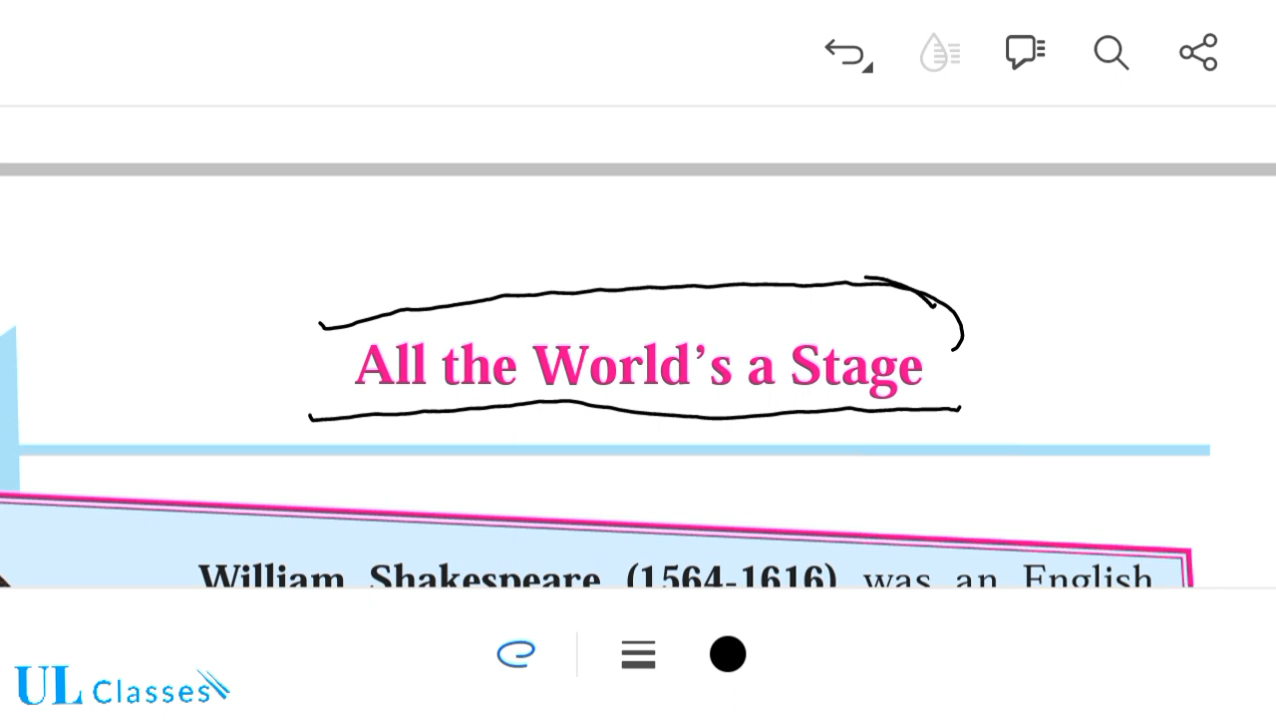 All the World's a Stage
William Shakespeare (1564-1616) was an English
UL Classes